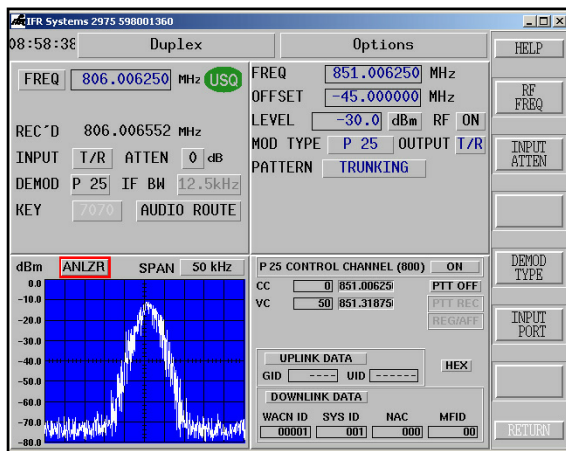 IFR Systems 2975 598001360
08:58:38 Duplex Options
FREQ 806.006250 MHz USQ
REC'D 806.006552 MHz
INPUT T/R ATTEN 0 dB
DEMOD P 25 IF BW 12.5kHz
KEY 7070 AUDIO ROUTE
FREQ 851.006250 MHz
OFFSET -45.000000 MHz
LEVEL -30.0 dBm RF ON
MOD TYPE P 25 OUTPUT T/R
PATTERN TRUNKING
dBm ANLZR SPAN 50 kHz
0.0
-10.0
-20.0
-30.0
-40.0
-50.0
-60.0
-70.0
-80.0
P 25 CONTROL CHANNEL (800) ON
CC 0 851.00625 PTT OFF
VC 50 851.31875 PTT REC
REG/AFF
UPLINK DATA HEX
GID ---- UID ------
DOWNLINK DATA
WACN ID SYS ID NAC MFID
00001 001 000 00
HELP
RF
FREQ
INPUT
ATTEN
DEMOD
TYPE
INPUT
PORT
RETURN